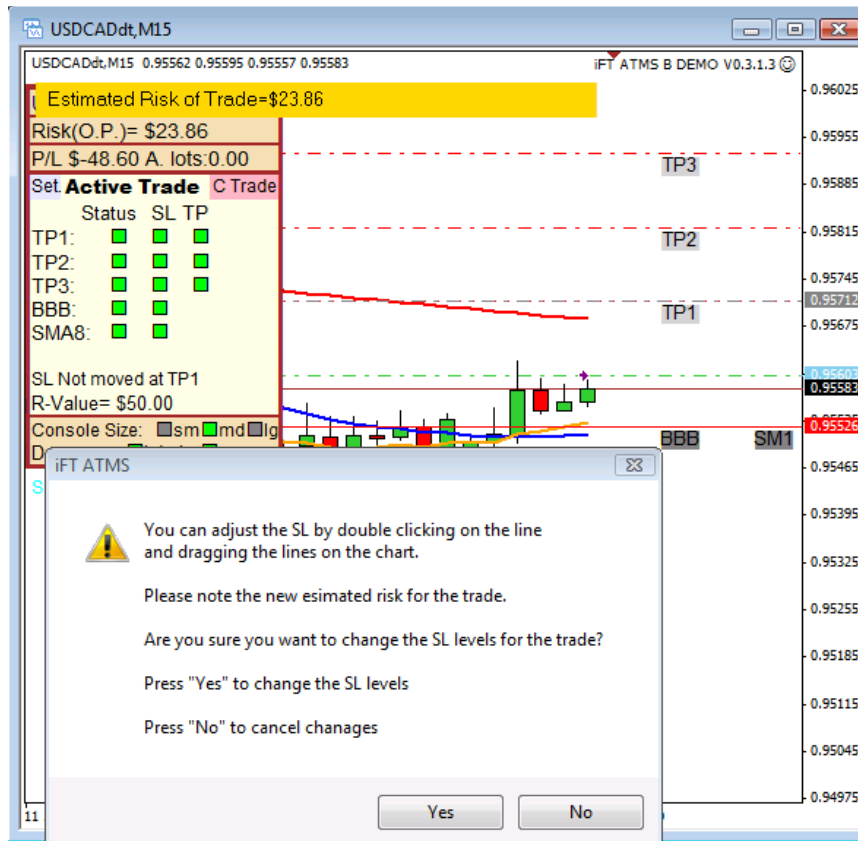 USDCADdt,M15
USDCADdt,M15 0.95562 0.95595 0.95557 0.95583
iFT ATMS B DEMO V0.3.1.3
Estimated Risk of Trade=$23.86
Risk(O.P.)= $23.86
P/L $-48.60 A. lots:0.00
Set. Active Trade C Trade
Status SL TP
TP1:
TP2:
TP3:
BBB:
SMA8:
SL Not moved at TP1
R-Value= $50.00
Console Size: sm md lg
TP3
TP2
TP1
BBB SM1
0.96025
0.95955
0.95885
0.95815
0.95745
0.95712
0.95675
0.95603
0.95583
0.95526
0.95465
0.95395
0.95325
0.95255
0.95185
0.95115
0.95045
0.94975
iFT ATMS
You can adjust the SL by double clicking on the line
and dragging the lines on the chart.
Please note the new esimated risk for the trade.
Are you sure you want to change the SL levels for the trade?
Press "Yes" to change the SL levels
Press "No" to cancel chanages
Yes No
11